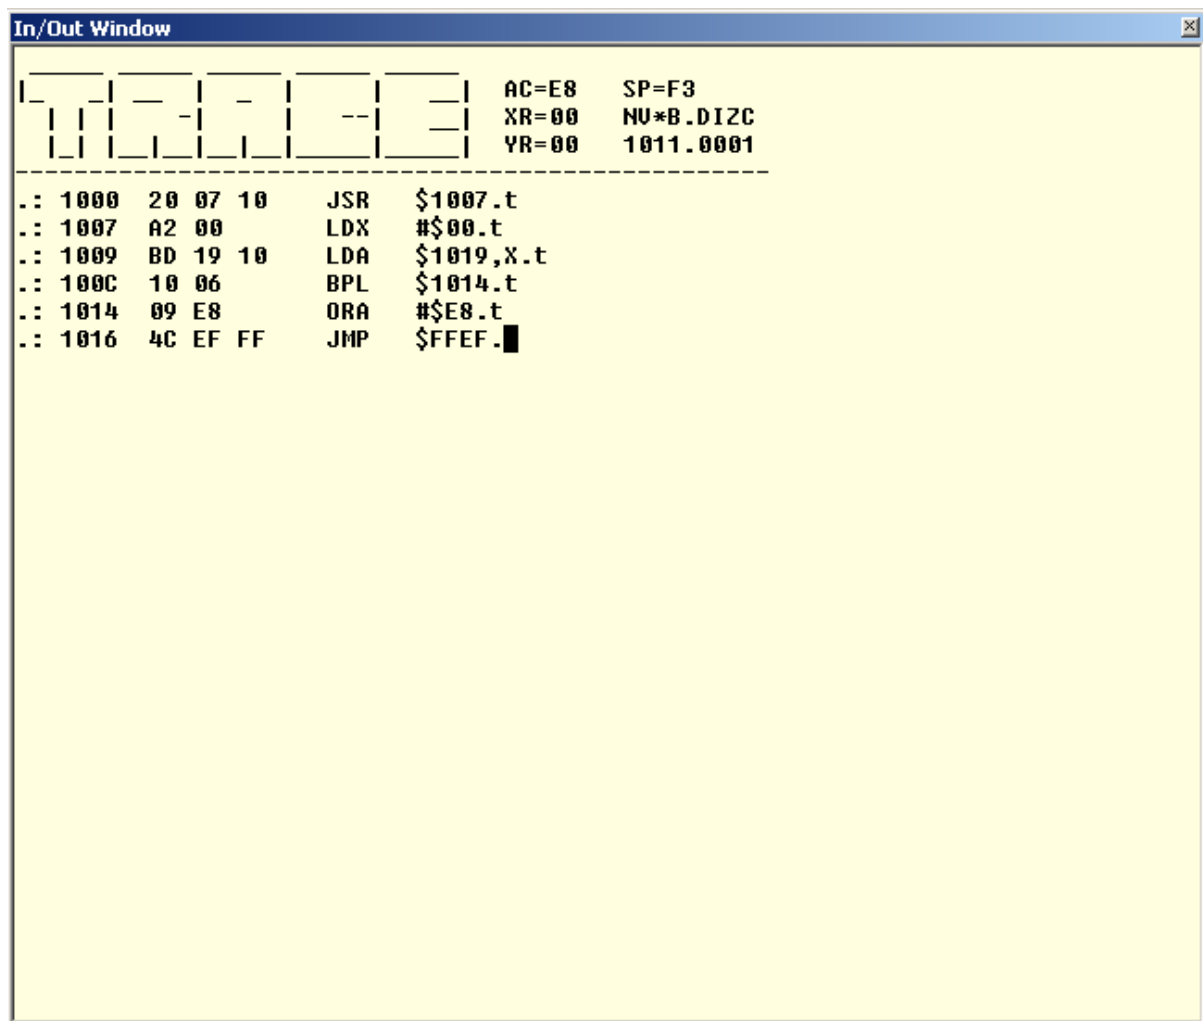 In/Out Window
TRACE
AC=E8 SP=F3
XR=00 NV*B.DIZC
YR=00 1011.0001
.: 1000 20 07 10 JSR $1007.t
.: 1007 A2 00 LDX #$00.t
.: 1009 BD 19 10 LDA $1019,X.t
.: 100C 10 06 BPL $1014.t
.: 1014 09 E8 ORA #$E8.t
.: 1016 4C EF FF JMP $FFEF.